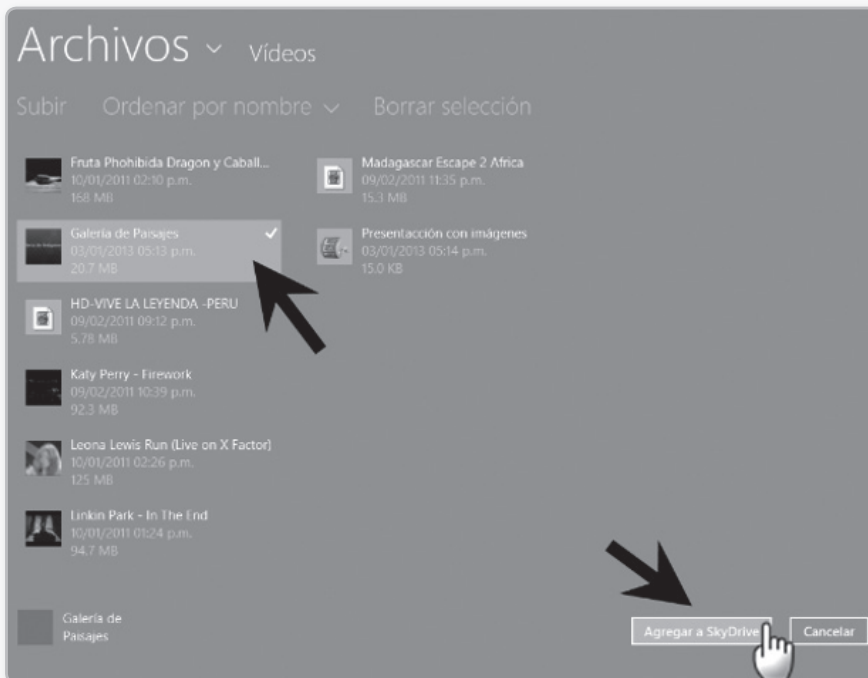 Archivos Vídeos
Subir Ordenar por nombre Borrar selección
Fruta Phohibida Dragon y Caball...
10/01/2011 02:10 p.m.
168 MB
Galería de Paisajes
03/01/2013 05:13 p.m.
20.7 MB
HD-VIVE LA LEYENDA -PERU
09/02/2011 09:12 p.m.
5.78 MB
Katy Perry - Firework
09/02/2011 10:39 p.m.
92.3 MB
Leona Lewis Run (Live on X Factor)
10/01/2011 02:26 p.m.
125 MB
Linkin Park - In The End
10/01/2011 01:24 p.m.
94.7 MB
Madagascar Escape 2 Africa
09/02/2011 11:35 p.m.
15.3 MB
Presentacción con imágenes
03/01/2013 05:14 p.m.
15.0 KB
Galería de
Paisajes
Agregar a SkyDrive Cancelar